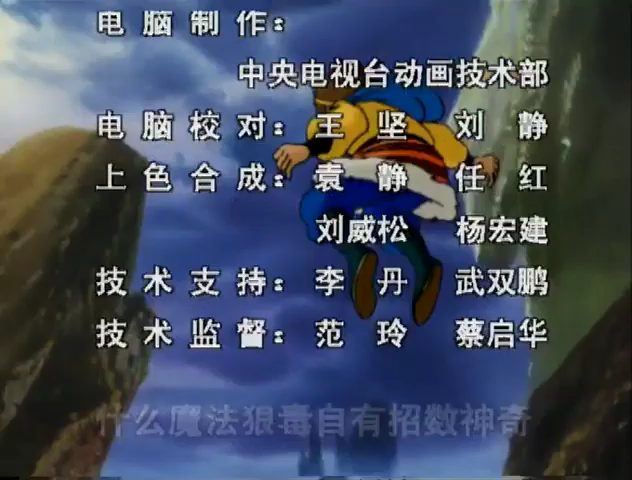 电脑制作:
中央电视台动画技术部
电脑校对: 王 坚 刘 静
上色合成: 袁 静 任 红
刘威松 杨宏建
技术支持: 李 丹 武双鹏
技术监督: 范 玲 蔡启华
什么魔法狠毒自有招数神奇